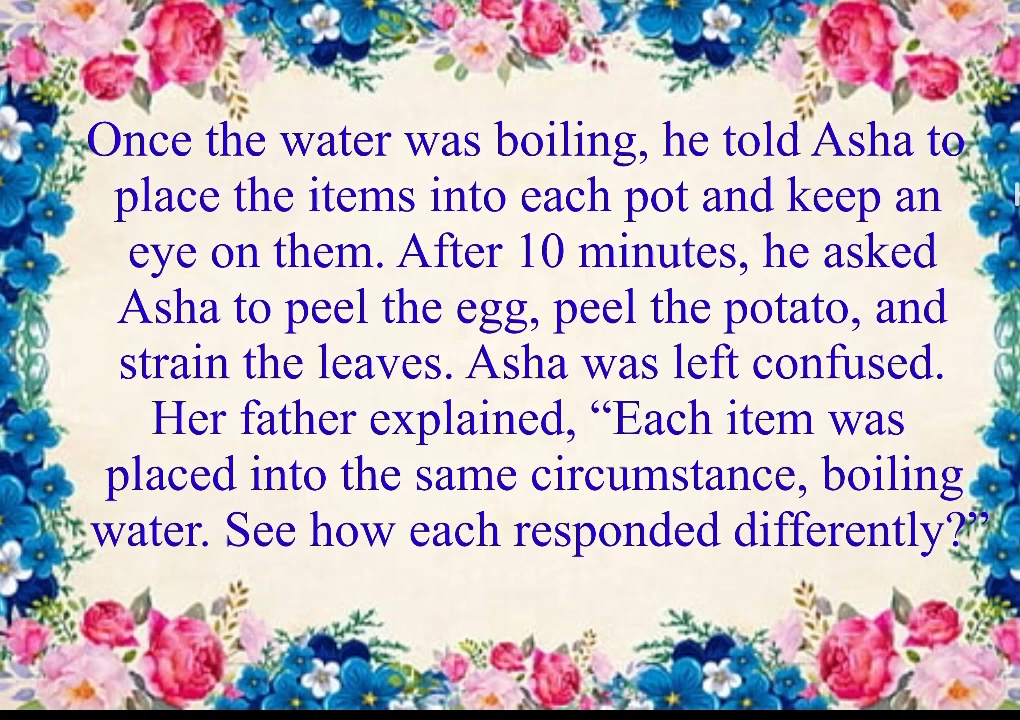 Once the water was boiling, he told Asha to
place the items into each pot and keep an
eye on them. After 10 minutes, he asked
Asha to peel the egg, peel the potato, and
strain the leaves. Asha was left confused.
Her father explained, “Each item was
placed into the same circumstance, boiling
water. See how each responded differently?”